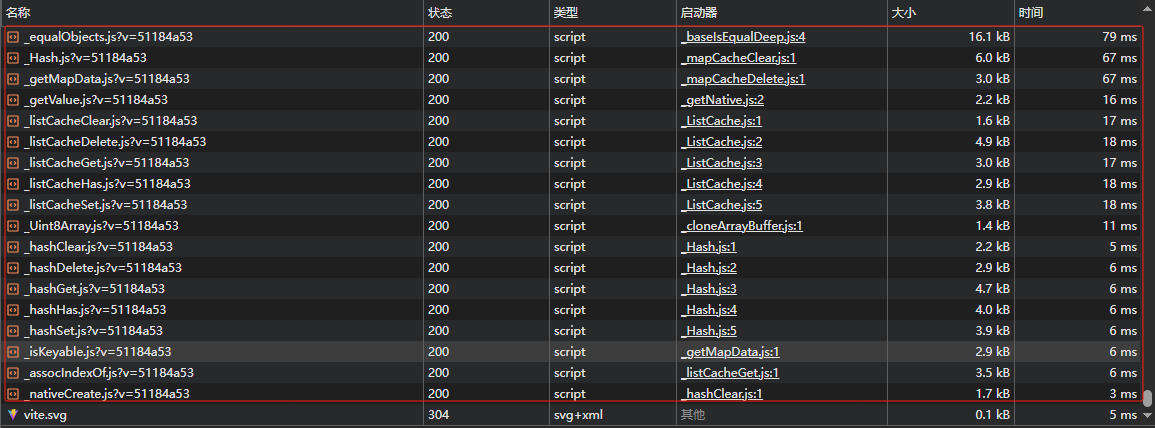 名称 状态 类型 启动器 大小 时间
_equalObjects.js?v=51184a53 200 script _baseIsEqualDeep.js:4 16.1 kB 79 ms
_Hash.js?v=51184a53 200 script _mapCacheClear.js:1 6.0 kB 67 ms
_getMapData.js?v=51184a53 200 script _mapCacheDelete.js:1 3.0 kB 67 ms
_getValue.js?v=51184a53 200 script _getNative.js:2 2.2 kB 16 ms
_listCacheClear.js?v=51184a53 200 script _ListCache.js:1 1.6 kB 17 ms
_listCacheDelete.js?v=51184a53 200 script _ListCache.js:2 4.9 kB 18 ms
_listCacheGet.js?v=51184a53 200 script _ListCache.js:3 3.0 kB 17 ms
_listCacheHas.js?v=51184a53 200 script _ListCache.js:4 2.9 kB 18 ms
_listCacheSet.js?v=51184a53 200 script _ListCache.js:5 3.8 kB 18 ms
_Uint8Array.js?v=51184a53 200 script _cloneArrayBuffer.js:1 1.4 kB 11 ms
_hashClear.js?v=51184a53 200 script _Hash.js:1 2.2 kB 5 ms
_hashDelete.js?v=51184a53 200 script _Hash.js:2 2.9 kB 6 ms
_hashGet.js?v=51184a53 200 script _Hash.js:3 4.7 kB 6 ms
_hashHas.js?v=51184a53 200 script _Hash.js:4 4.0 kB 6 ms
_hashSet.js?v=51184a53 200 script _Hash.js:5 3.9 kB 6 ms
_isKeyable.js?v=51184a53 200 script _getMapData.js:1 2.9 kB 6 ms
_assocIndexOf.js?v=51184a53 200 script _listCacheGet.js:1 3.5 kB 6 ms
_nativeCreate.js?v=51184a53 200 script _hashClear.js:1 1.7 kB 3 ms
vite.svg 304 svg+xml 其他 0.1 kB 5 ms